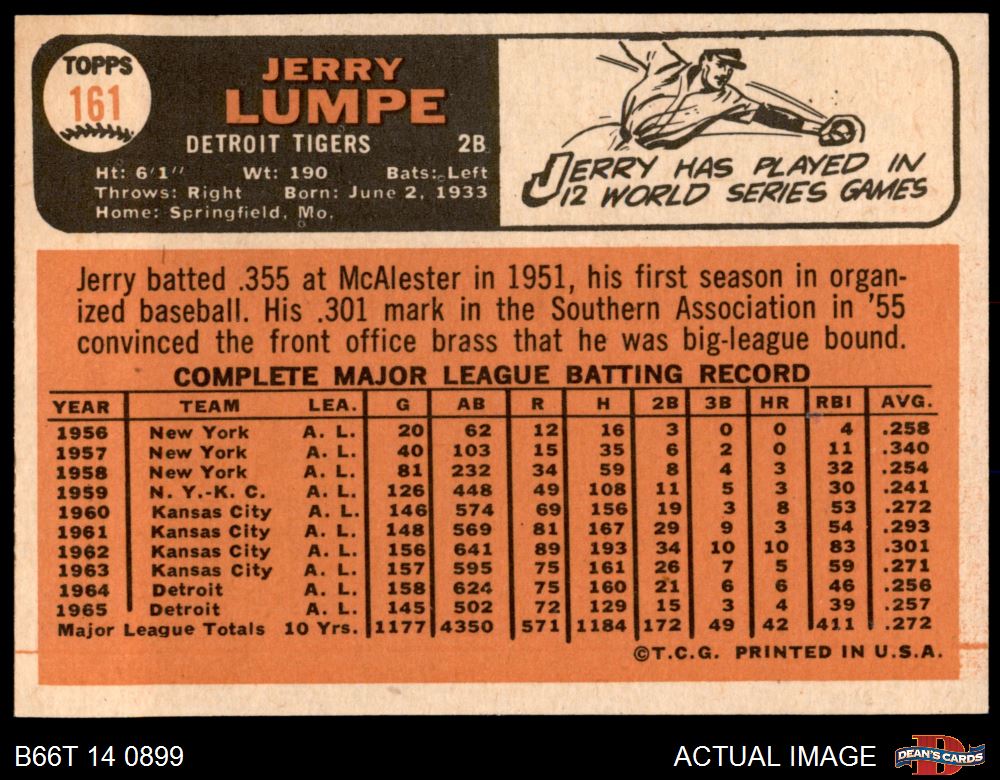 TOPPS
161
JERRY
LUMPE
DETROIT TIGERS 2B
Ht: 6'1" Wt: 190 Bats: Left
Throws: Right Born: June 2, 1933
Home: Springfield, Mo.
JERRY HAS PLAYED IN
12 WORLD SERIES GAMES
Jerry batted .355 at McAlester in 1951, his first season in organ-
ized baseball. His .301 mark in the Southern Association in '55
convinced the front office brass that he was big-league bound.
COMPLETE MAJOR LEAGUE BATTING RECORD
YEAR TEAM LEA. G AB R H 2B 3B HR RBI AVG.
1956 New York A. L. 20 62 12 16 3 0 0 4 .258
1957 New York A. L. 40 103 15 35 6 2 0 11 .340
1958 New York A. L. 81 232 34 59 8 4 3 32 .254
1959 N. Y.-K. C. A. L. 126 448 49 108 11 5 3 30 .241
1960 Kansas City A. L. 146 574 69 156 19 3 8 53 .272
1961 Kansas City A. L. 148 569 81 167 29 9 3 54 .293
1962 Kansas City A. L. 156 641 89 193 34 10 10 83 .301
1963 Kansas City A. L. 157 595 75 161 26 7 5 59 .271
1964 Detroit A. L. 158 624 75 160 21 6 6 46 .256
1965 Detroit A. L. 145 502 72 129 15 3 4 39 .257
Major League Totals 10 Yrs. 1177 4350 571 1184 172 49 42 411 .272
©T.C.G. PRINTED IN U.S.A.
B66T 14 0899 ACTUAL IMAGE DEAN'S CARDS